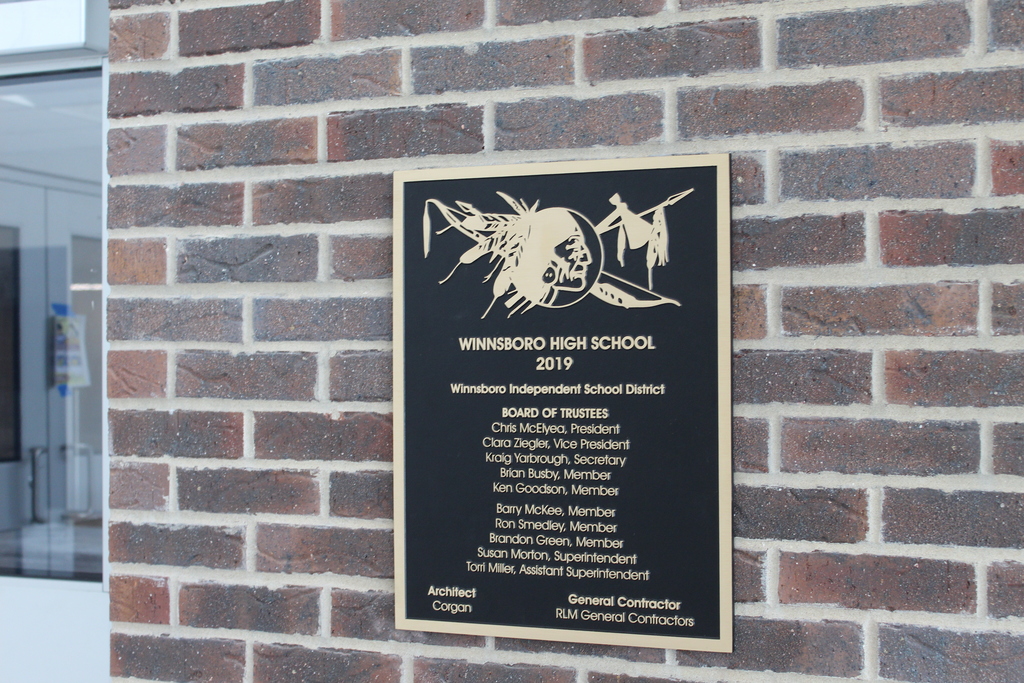 WINNSBORO HIGH SCHOOL
2019
Winnsboro Independent School District
BOARD OF TRUSTEES
Chris McElyea, President
Clara Ziegler, Vice President
Kraig Yarbrough, Secretary
Brian Busby, Member
Ken Goodson, Member
Barry McKee, Member
Ron Smedley, Member
Brandon Green, Member
Susan Morton, Superintendent
Torri Miller, Assistant Superintendent
Architect
Corgan
General Contractor
RLM General Contractors